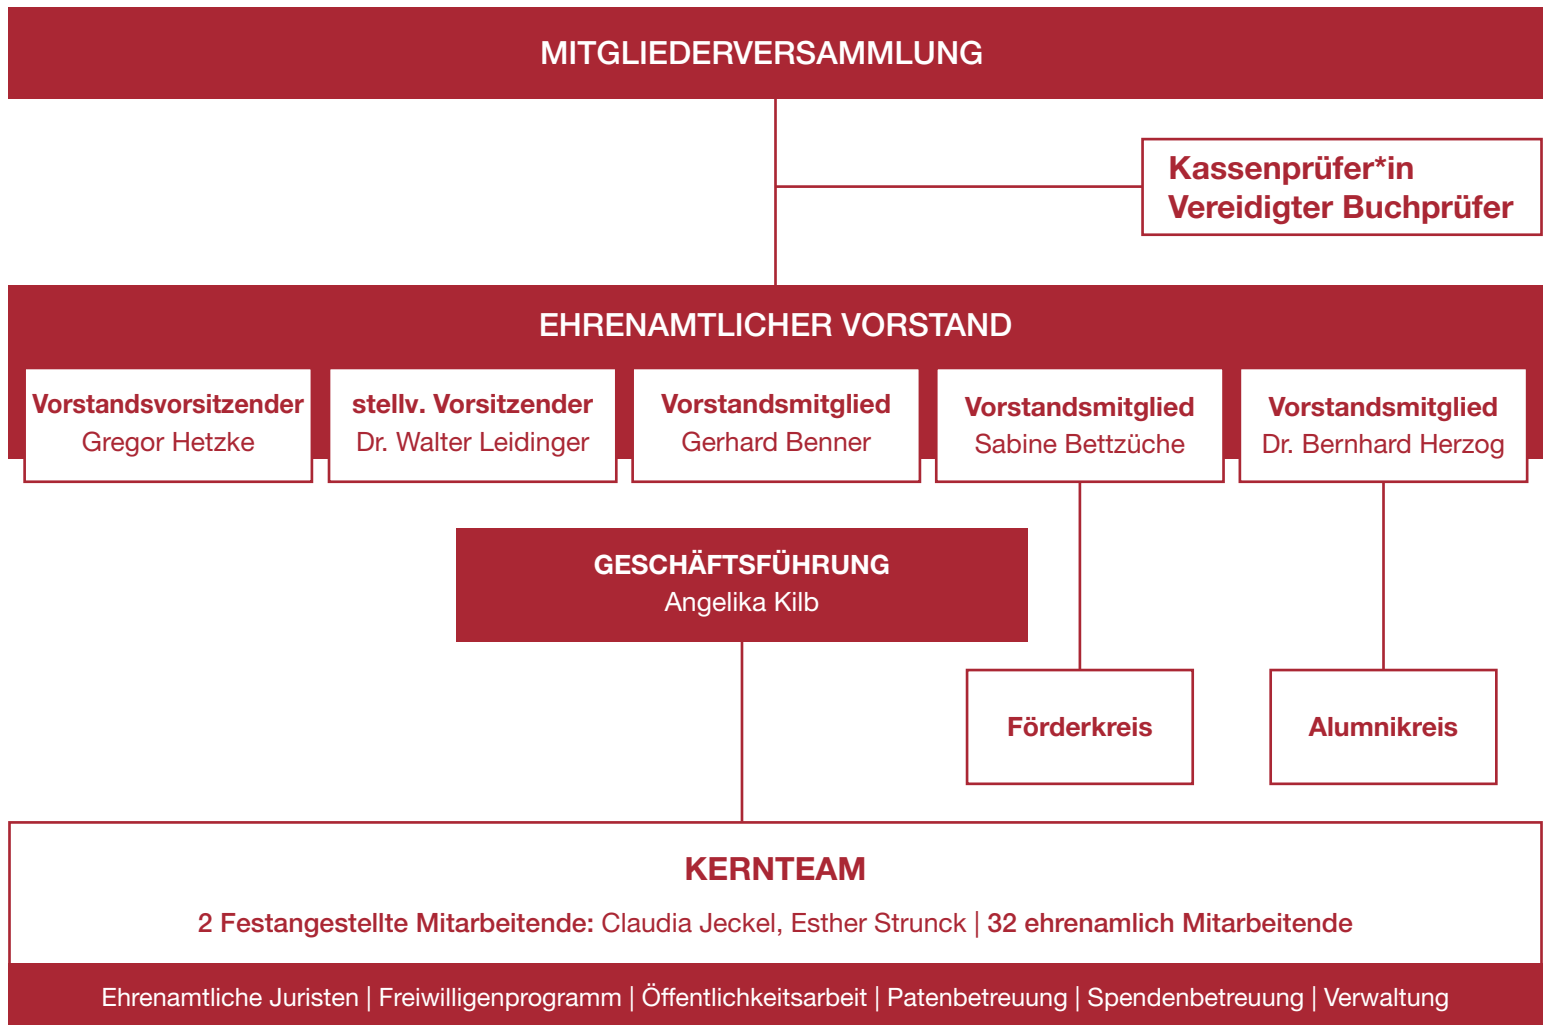 MITGLIEDERVERSAMMLUNG
Kassenprüfer*in
Vereidigter Buchprüfer
EHRENAMTLICHER VORSTAND
Vorstandsvorsitzender
Gregor Hetzke
stellv. Vorsitzender
Dr. Walter Leidinger
Vorstandsmitglied
Gerhard Benner
Vorstandsmitglied
Sabine Bettzüche
Vorstandsmitglied
Dr. Bernhard Herzog
GESCHÄFTSFÜHRUNG
Angelika Kilb
Förderkreis
Alumnikreis
KERNTEAM
2 Festangestellte Mitarbeitende: Claudia Jeckel, Esther Strunck | 32 ehrenamlich Mitarbeitende
Ehrenamtliche Juristen | Freiwilligenprogramm | Öffentlichkeitsarbeit | Patenbetreuung | Spendenbetreuung | Verwaltung